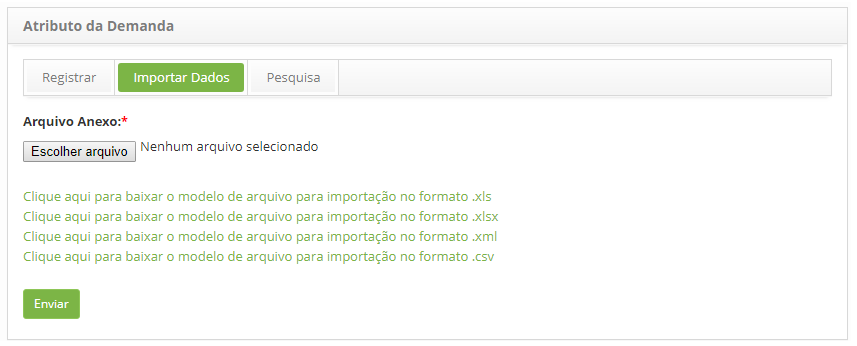 Atributo da Demanda
Registrar Importar Dados Pesquisa
Arquivo Anexo:*
Escolher arquivo Nenhum arquivo selecionado
Clique aqui para baixar o modelo de arquivo para importação no formato .xls
Clique aqui para baixar o modelo de arquivo para importação no formato .xlsx
Clique aqui para baixar o modelo de arquivo para importação no formato .xml
Clique aqui para baixar o modelo de arquivo para importação no formato .csv
Enviar